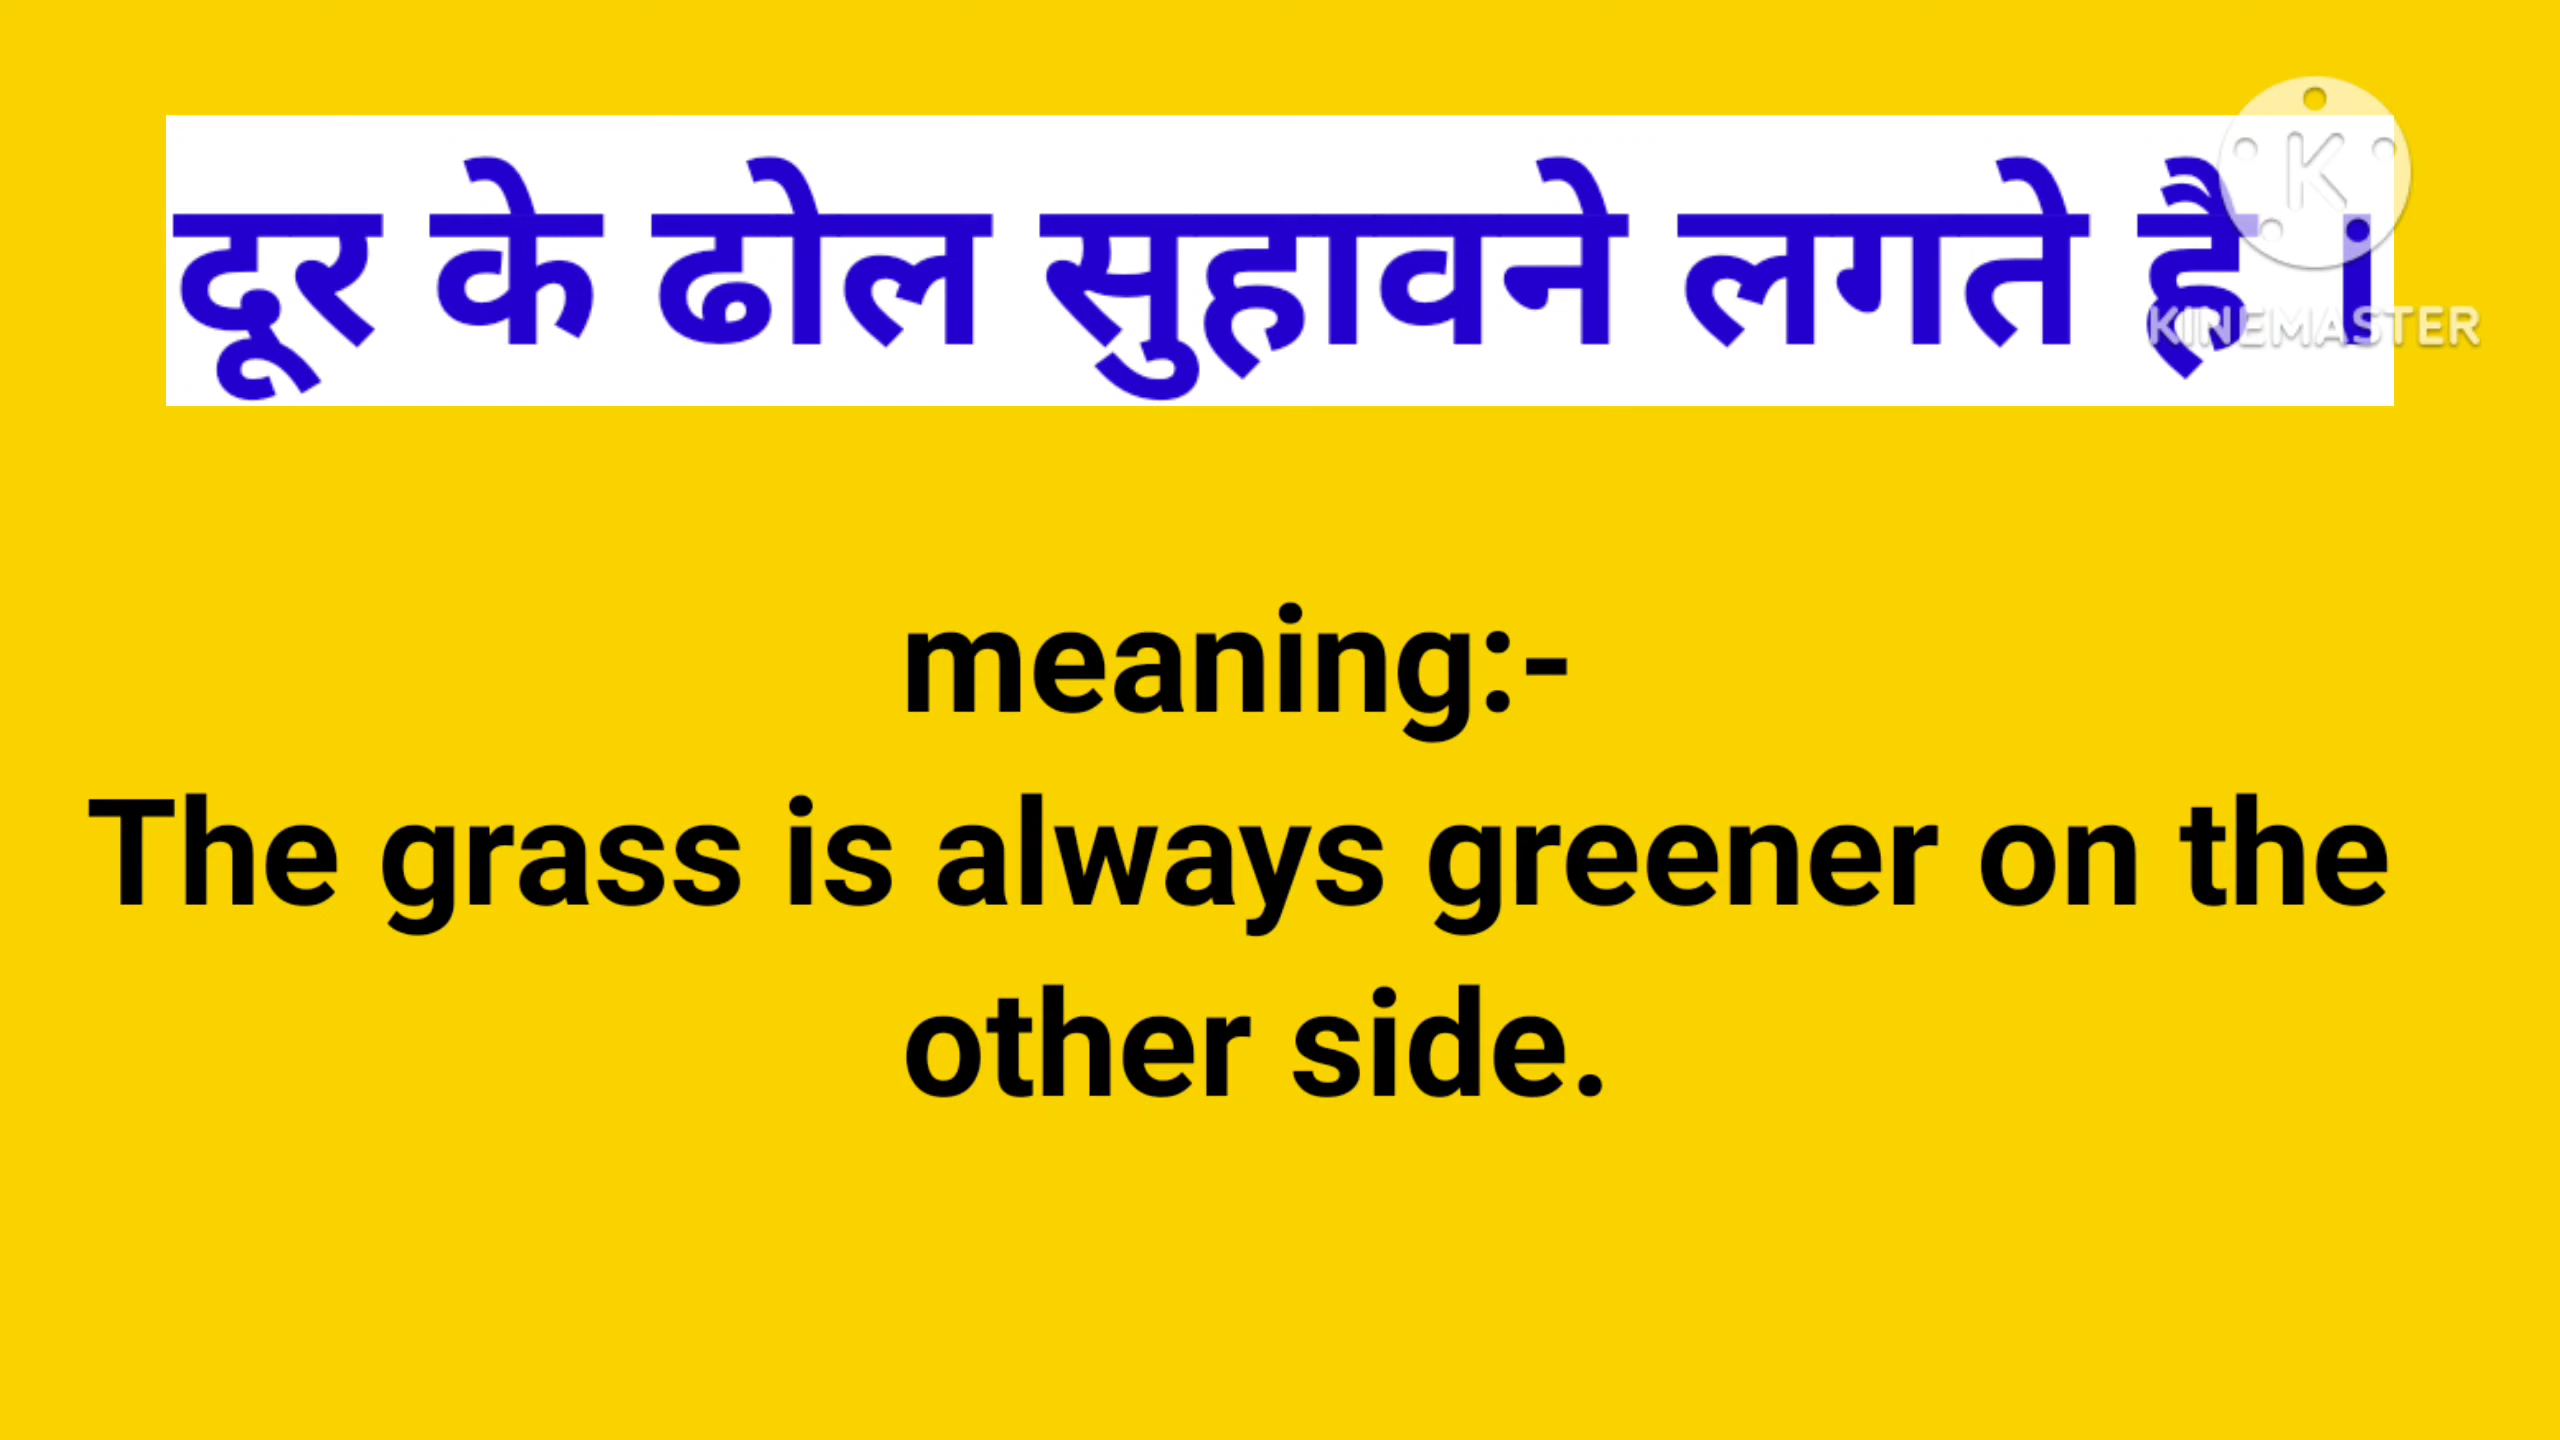 दूर के ढोल सुहावने लगते है ।
K
KINEMASTER
meaning:-
The grass is always greener on the
other side.